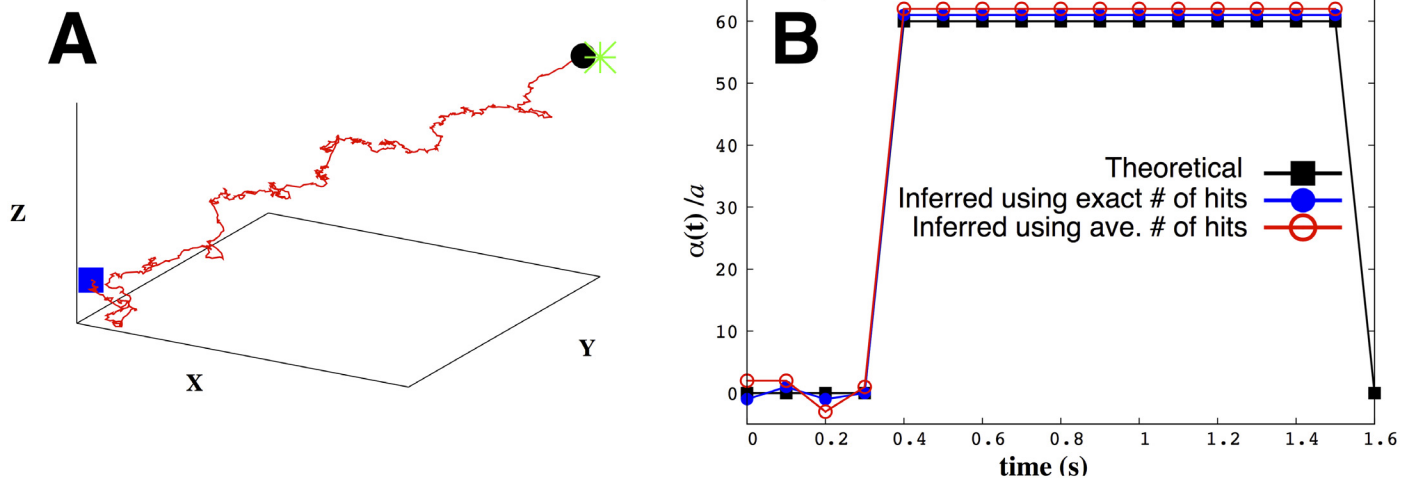 A
Z
X
Y
B
60
50
40
30
20
10
0
α(t) /a
Theoretical
Inferred using exact # of hits
Inferred using ave. # of hits
0 0.2 0.4 0.6 0.8 1 1.2 1.4 1.6
time (s)